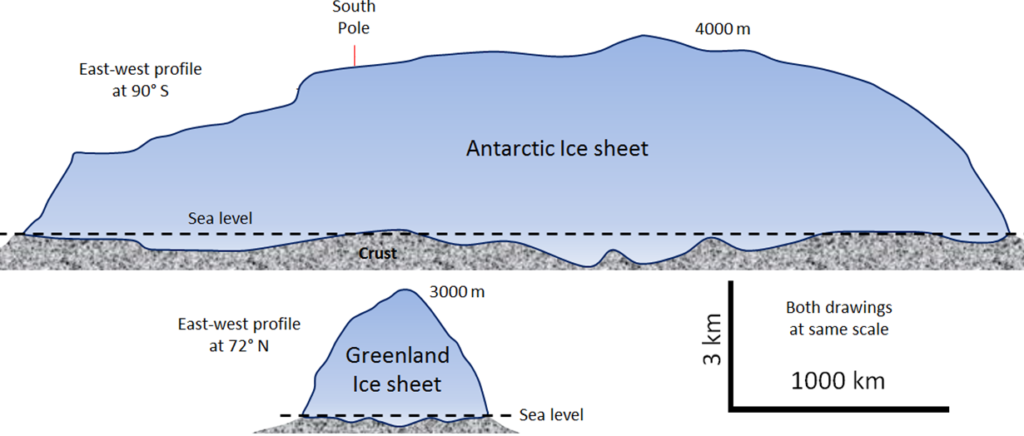 South
Pole
4000 m
East-west profile
at 90° S
Antarctic Ice sheet
Sea level
Crust
3000 m
East-west profile
at 72° N
Greenland
Ice sheet
Sea level
Both drawings
at same scale
3 km
1000 km